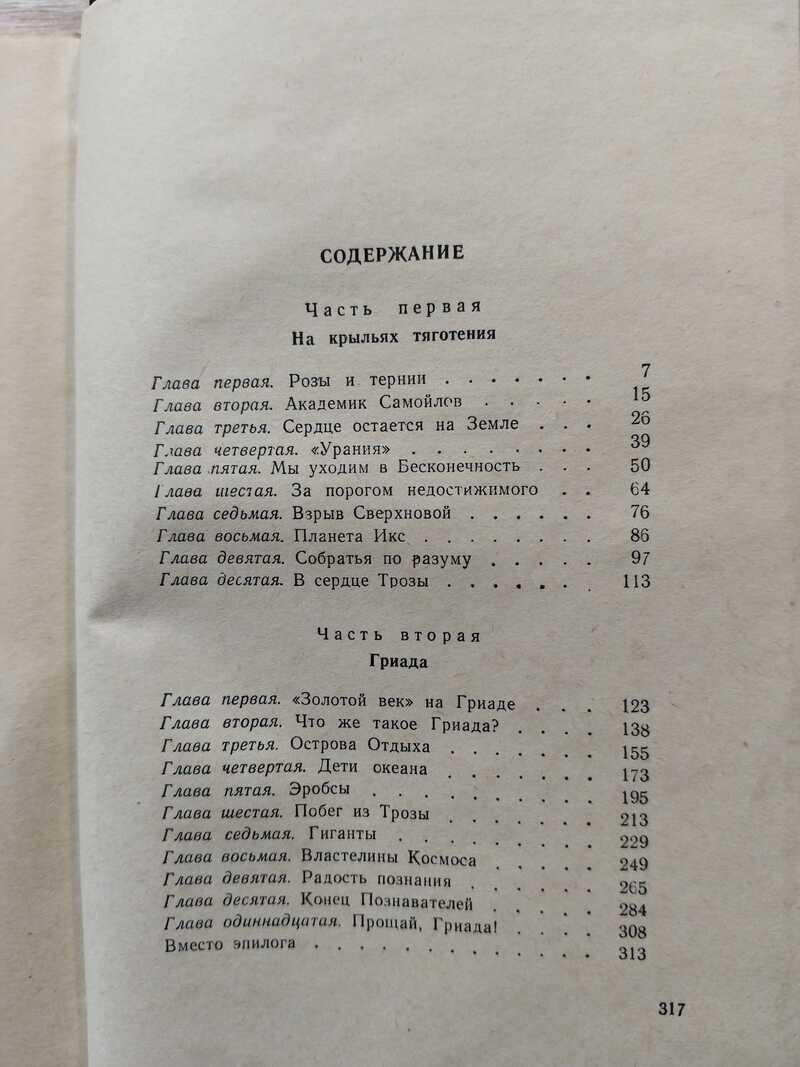 СОДЕРЖАНИЕ
Часть первая
На крыльях тяготения
Глава первая. Розы и тернии . . . . . . . 7
Глава вторая. Академик Самойлов . . . . . 15
Глава третья. Сердце остается на Земле . . . 26
Глава четвертая. «Урания» . . . . . . . . 39
Глава пятая. Мы уходим в Бесконечность . . . 50
Глава шестая. За порогом недостижимого . . 64
Глава седьмая. Взрыв Сверхновой . . . . . . 76
Глава восьмая. Планета Икс . . . . . . . . 86
Глава девятая. Собратья по разуму . . . . . 97
Глава десятая. В сердце Трозы . . . . . . . 113
Часть вторая
Гриада
Глава первая. «Золотой век» на Гриаде . . . 123
Глава вторая. Что же такое Гриада? . . . . 138
Глава третья. Острова Отдыха . . . . . . . 155
Глава четвертая. Дети океана . . . . . . . 173
Глава пятая. Эробсы . . . . . . . . . . 195
Глава шестая. Побег из Трозы . . . . . . . 213
Глава седьмая. Гиганты . . . . . . . . . 229
Глава восьмая. Властелины Космоса . . . . . 249
Глава девятая. Радость познания . . . . . . 265
Глава десятая. Конец Познавателей . . . . . 284
Глава одиннадцатая. Прощай, Гриада! . . . . 308
Вместо эпилога . . . . . . . . . . . . . 313
317